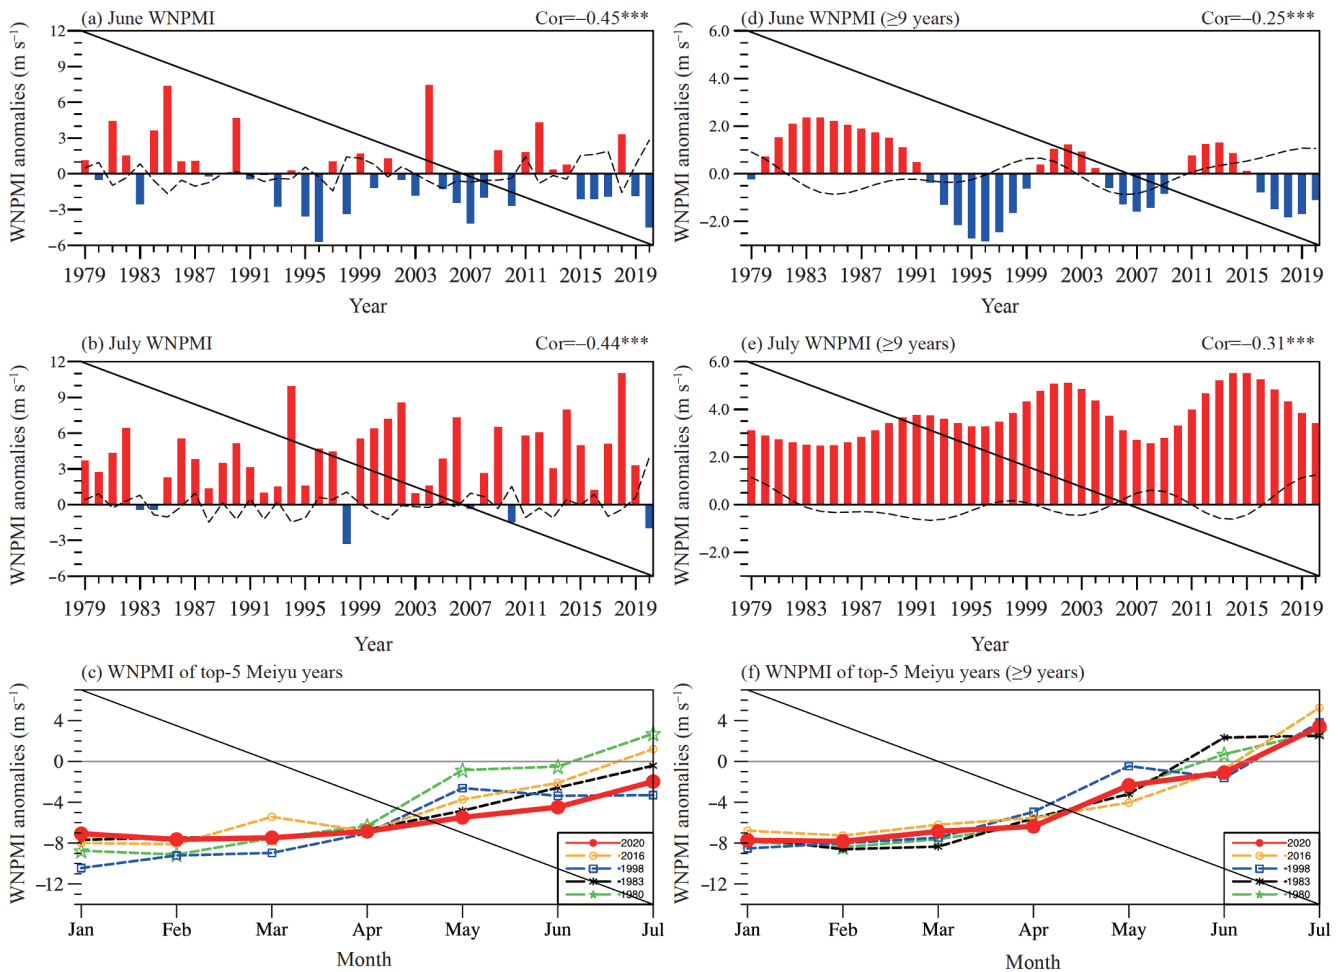 (a) June WNPMI
Cor=−0.45***
WNPMI anomalies (m s⁻¹)
12
9
6
3
0
−3
−6
1979 1983 1987 1991 1995 1999 2003 2007 2011 2015 2019
Year
(d) June WNPMI (≥9 years)
Cor=−0.25***
WNPMI anomalies (m s⁻¹)
6.0
4.0
2.0
0.0
−2.0
1979 1983 1987 1991 1995 1999 2003 2007 2011 2015 2019
Year
(b) July WNPMI
Cor=−0.44***
WNPMI anomalies (m s⁻¹)
12
9
6
3
0
−3
−6
1979 1983 1987 1991 1995 1999 2003 2007 2011 2015 2019
Year
(e) July WNPMI (≥9 years)
Cor=−0.31***
WNPMI anomalies (m s⁻¹)
6.0
4.0
2.0
0.0
−2.0
1979 1983 1987 1991 1995 1999 2003 2007 2011 2015 2019
Year
(c) WNPMI of top-5 Meiyu years
WNPMI anomalies (m s⁻¹)
4
0
−4
−8
−12
2020
2016
1998
1983
1980
Jan Feb Mar Apr May Jun Jul
Month
(f) WNPMI of top-5 Meiyu years (≥9 years)
WNPMI anomalies (m s⁻¹)
4
0
−4
−8
−12
2020
2016
1998
1983
1980
Jan Feb Mar Apr May Jun Jul
Month